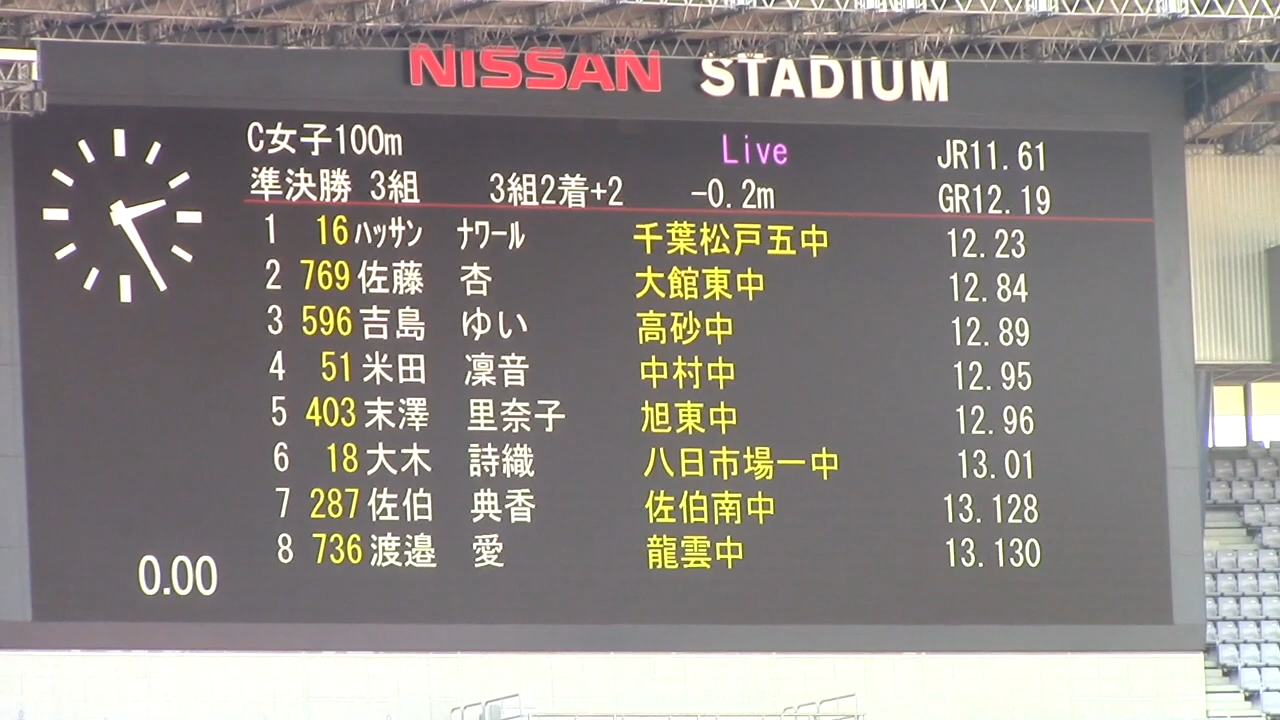 NISSAN STADIUM
C女子100m Live JR11.61
準決勝 3組 3組2着+2 -0.2m GR12.19
1 16 ﾊｯｻﾝ ﾅﾜｰﾙ 千葉松戸五中 12.23
2 769 佐藤 杏 大館東中 12.84
3 596 吉島 ゆい 高砂中 12.89
4 51 米田 凜音 中村中 12.95
5 403 末澤 里奈子 旭東中 12.96
6 18 大木 詩織 八日市場一中 13.01
7 287 佐伯 典香 佐伯南中 13.128
8 736 渡邉 愛 龍雲中 13.130
0.00